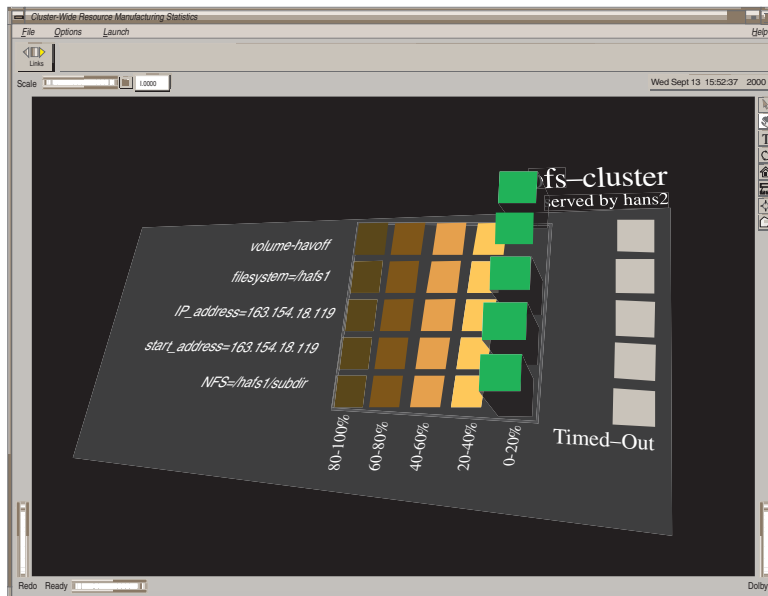 Cluster-Wide Resource Manufacturing Statistics
File Options Launch Help
Links
Scale I.0000 Wed Sept 13 15:52:37 2000
fs–cluster
served by hans2
volume-havoff
filesystem=/hafs1
IP_address=163.154.18.119
start_address=163.154.18.119
NFS=/hafs1/subdir
80-100% 60-80% 40-60% 20-40% 0-20%
Timed–Out
Redo Ready Dolby